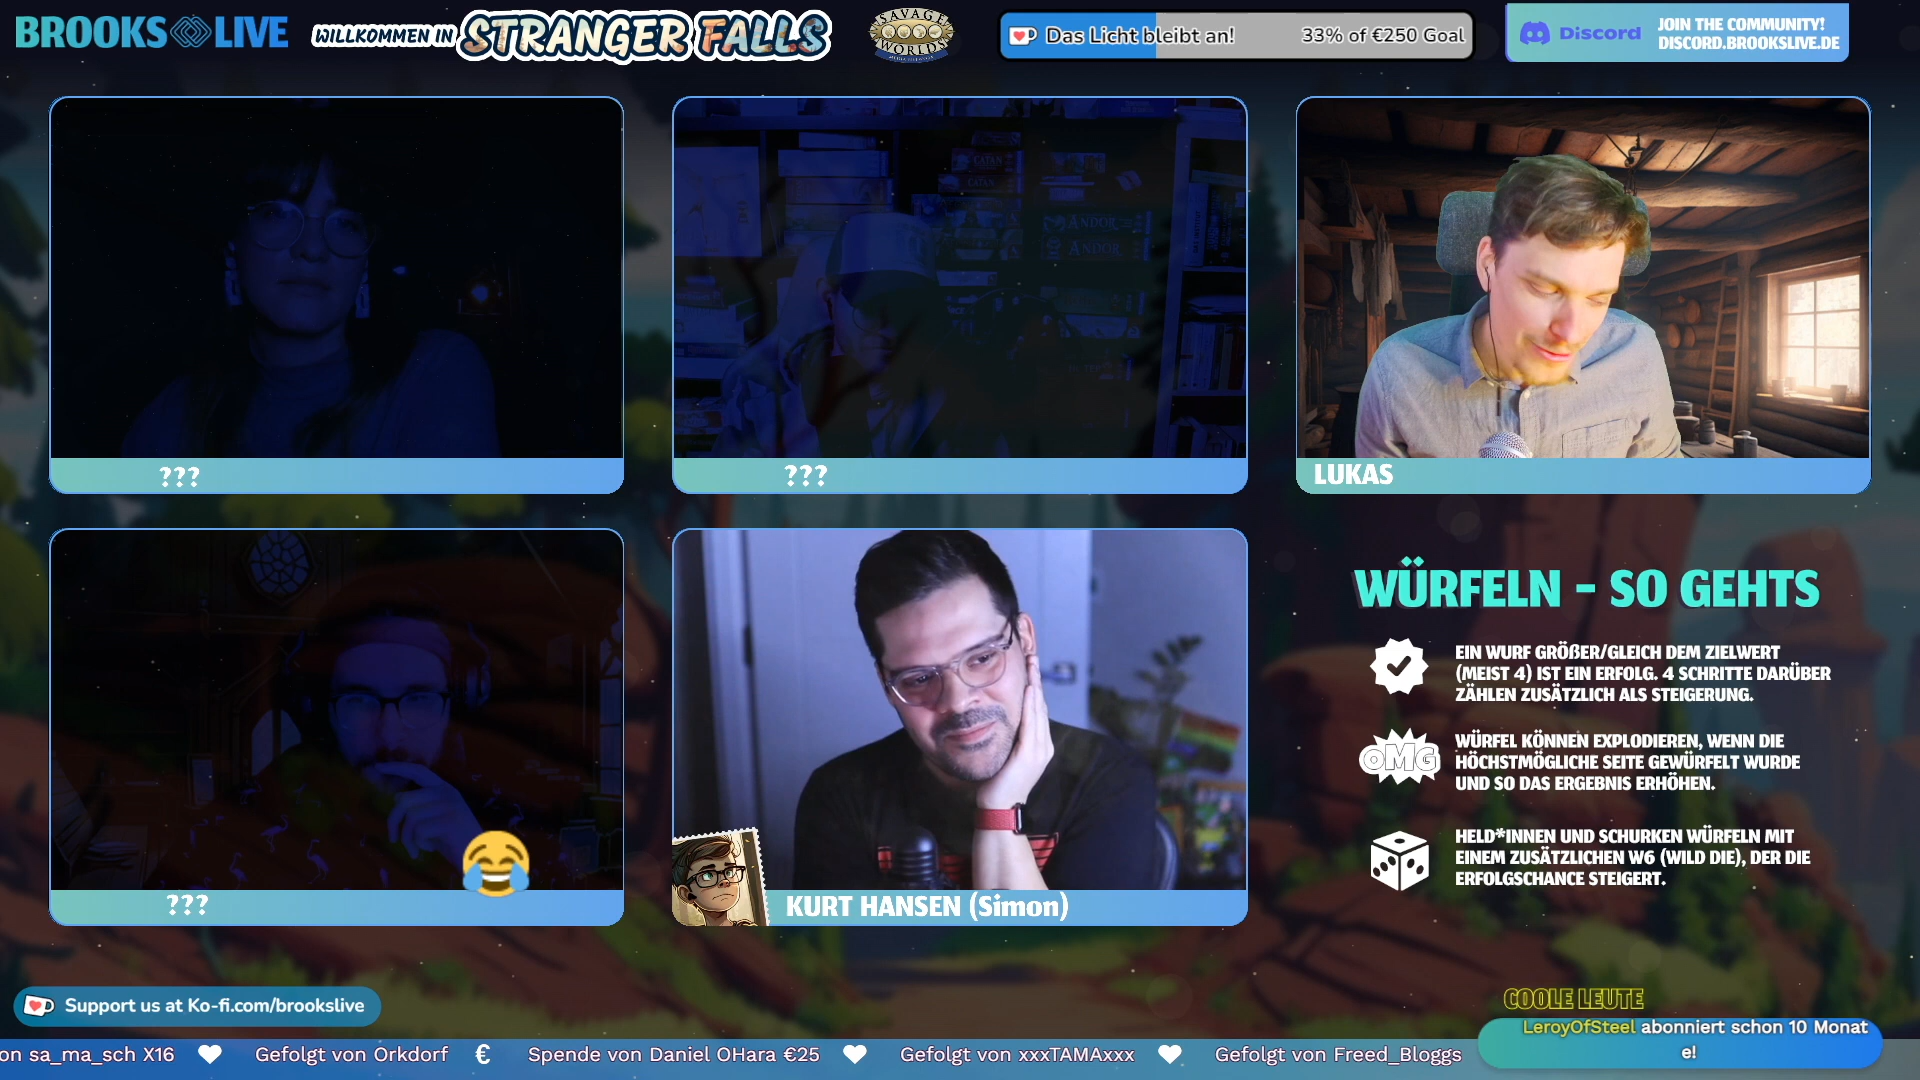 BROOKS LIVE
WILLKOMMEN IN STRANGER FALLS
SAVAGE WORLDS
Das Licht bleibt an! 33% of €250 Goal
Discord
JOIN THE COMMUNITY!
DISCORD.BROOKSLIVE.DE
CATAN
CATAN
ANDOR
ANDOR
???
???
LUKAS
???
KURT HANSEN (Simon)
WÜRFELN - SO GEHTS
EIN WURF GRÖßER/GLEICH DEM ZIELWERT
(MEIST 4) IST EIN ERFOLG. 4 SCHRITTE DARÜBER
ZÄHLEN ZUSÄTZLICH ALS STEIGERUNG.
OMG
WÜRFEL KÖNNEN EXPLODIEREN, WENN DIE
HÖCHSTMÖGLICHE SEITE GEWÜRFELT WURDE
UND SO DAS ERGEBNIS ERHÖHEN.
HELD*INNEN UND SCHURKEN WÜRFELN MIT
EINEM ZUSÄTZLICHEN W6 (WILD DIE), DER DIE
ERFOLGSCHANCE STEIGERT.
Support us at Ko-fi.com/brookslive
COOLE LEUTE
LeroyOfSteel abonniert schon 10 Monat
e!
on sa_ma_sch X16 Gefolgt von Orkdorf € Spende von Daniel OHara €25 Gefolgt von xxxTAMAxxx Gefolgt von Freed_Bloggs